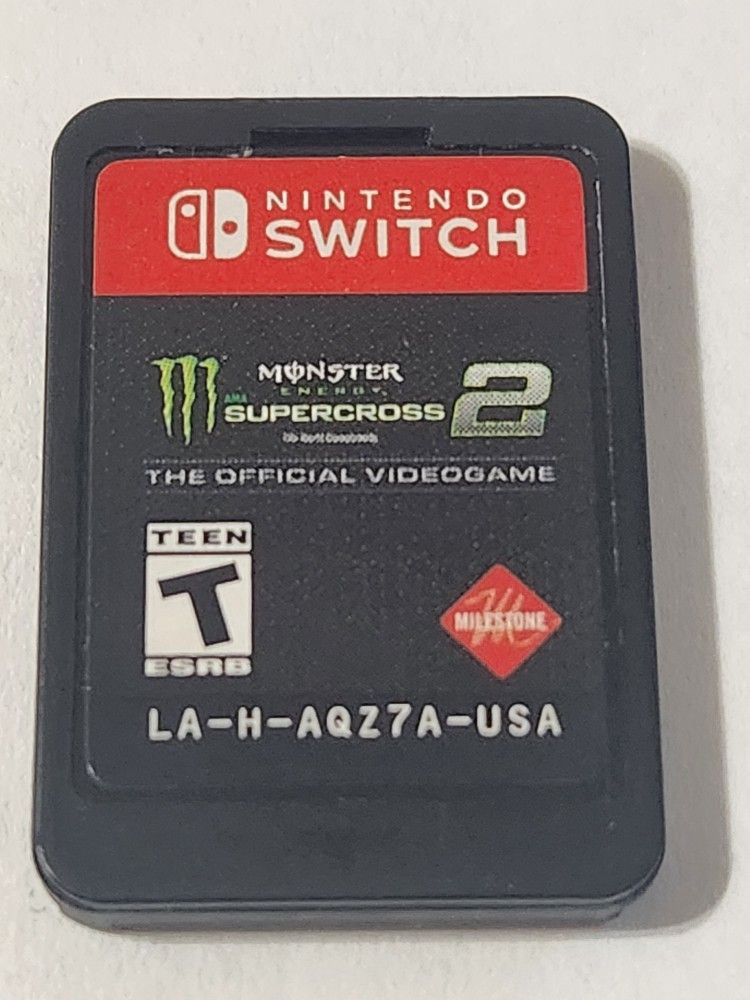 NINTENDO
SWITCH
MONSTER
ENERGY
AMA
SUPERCROSS 2
THE OFFICIAL VIDEOGAME
TEEN
T
ESRB
MILESTONE
LA-H-AQZ7A-USA